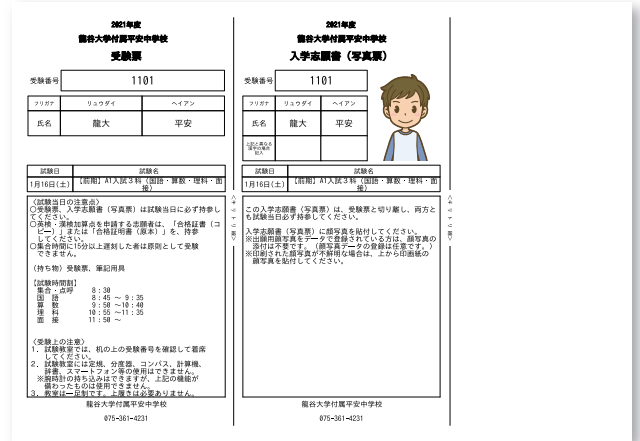 2021年度
龍谷大学付属平安中学校
受験票
受験番号 1101
フリガナ リュウダイ ヘイアン
氏名 龍大 平安
試験日 試験名
1月16日(土) 【前期】A1入試3科（国語・算数・理科・面
接）
〈試験当日の注意点〉
○受験票、入学志願書（写真票）は試験当日に必ず持参し
てください。
○英検・漢検加算点を申請する志願者は、「合格証書（コ
ピー）」または「合格証明書（原本）」を、持参
してください。
○集合時間に15分以上遅刻した者は原則として受験
できません。
（持ち物）受験票、筆記用具
【試験時間割】
集合・点呼 8：30
国 語 8：45 ～ 9：35
算 数 9：50 ～10：40
理 科 10：55 ～11：35
面 接 11：50 ～
〈受験上の注意〉
1. 試験教室では、机の上の受験番号を確認して着席
してください。
2. 試験教室には定規、分度器、コンパス、計算機、
辞書、スマートフォン等の使用はできません。
※腕時計の持ち込みはできますが、上記の機能が
備わったものは使用できません。
3. 教室は一足制です。上履きは必要ありません。
龍谷大学付属平安中学校
075-361-4231
2021年度
龍谷大学付属平安中学校
入学志願書（写真票）
受験番号 1101
フリガナ リュウダイ ヘイアン
氏名 龍大 平安
上記と異なる
漢字の場合
記入
試験日 試験名
1月16日(土) 【前期】A1入試3科（国語・算数・理科・面
接）
この入学志願書（写真票）は、受験票と切り離し、両方と
も試験当日必ず持参してください。
入学志願書（写真票）に顔写真を貼付してください。
※出願用顔写真をデータで登録されている方は、顔写真の
添付は不要です。（顔写真データの登録は任意です。）
※印刷された顔写真が不鮮明な場合は、上から印画紙の
顔写真を貼付してください。
龍谷大学付属平安中学校
075-361-4231